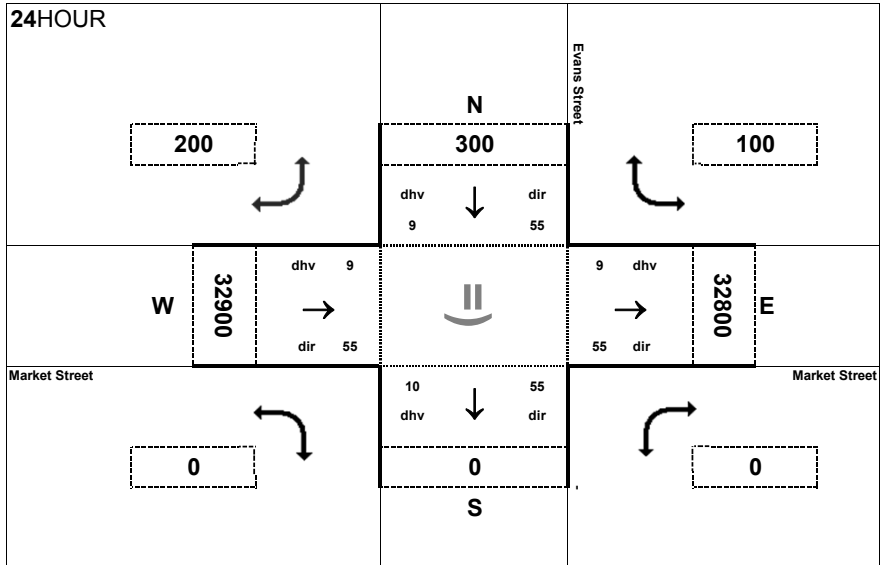 24HOUR
Evans Street
N
200
300
100
dhv
dir
9
55
dhv 9
9 dhv
W
32900
32800
E
dir 55
55 dir
Market Street
Market Street
10
55
dhv
dir
0
0
0
S